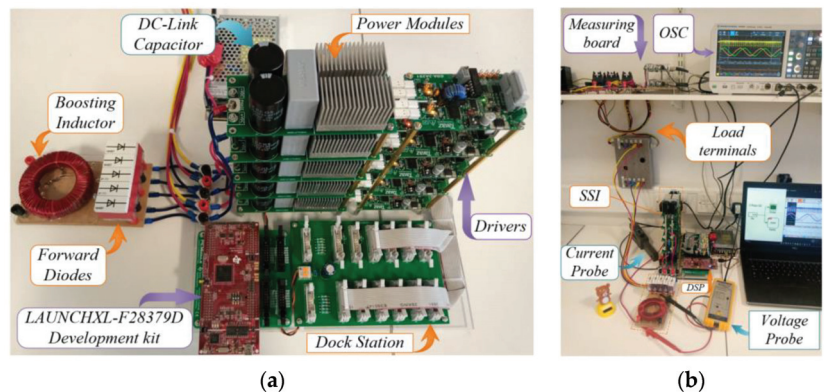 DC-Link
Capacitor
Power Modules
Boosting
Inductor
Forward
Diodes
Drivers
LAUNCHXL-F28379D
Development kit
Dock Station
(a)
Measuring
board
OSC
Load
terminals
SSI
Current
Probe
DSP
Voltage
Probe
(b)